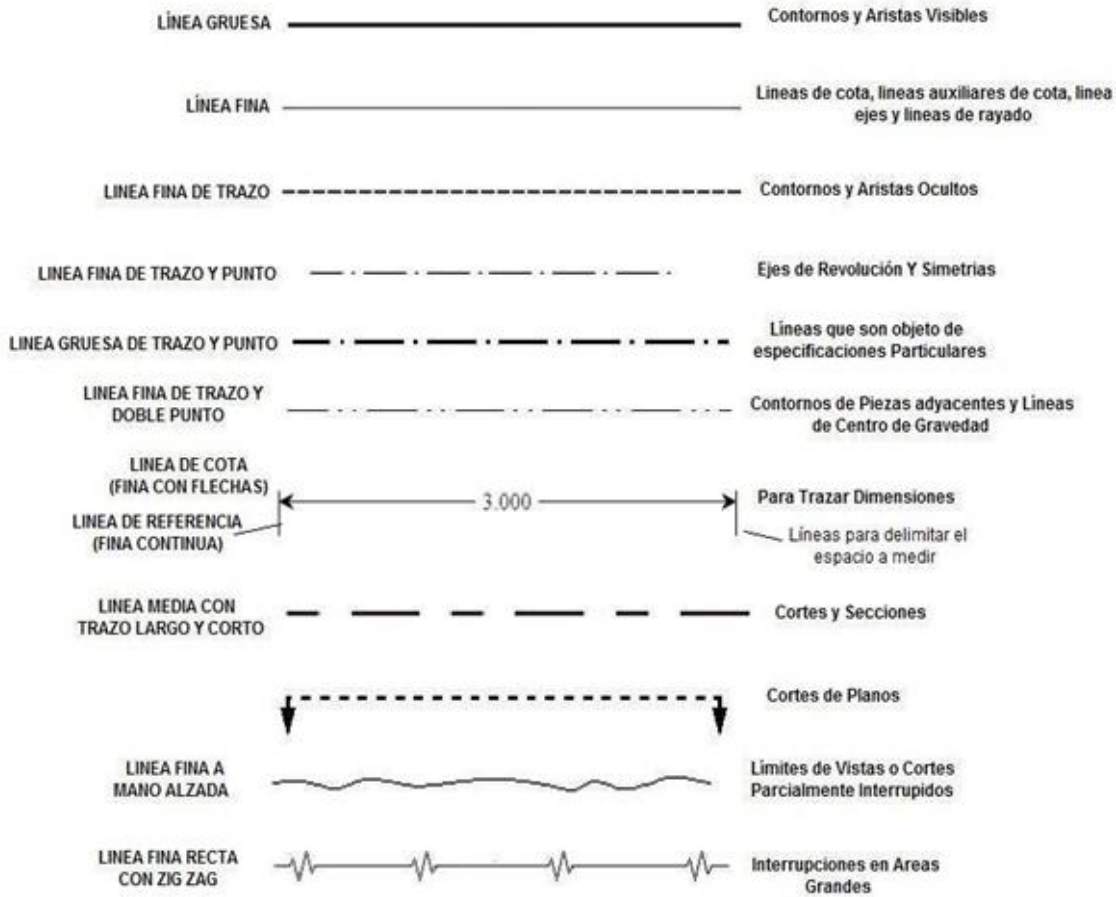 LÍNEA GRUESA
Contornos y Aristas Visibles
LÍNEA FINA
Lineas de cota, lineas auxiliares de cota, linea
ejes y lineas de rayado
LINEA FINA DE TRAZO
Contornos y Aristas Ocultos
LINEA FINA DE TRAZO Y PUNTO
Ejes de Revolución Y Simetrias
LINEA GRUESA DE TRAZO Y PUNTO
Líneas que son objeto de
especificaciones Particulares
LINEA FINA DE TRAZO Y
DOBLE PUNTO
Contornos de Piezas adyacentes y Líneas
de Centro de Gravedad
LINEA DE COTA
(FINA CON FLECHAS)
3.000
Para Trazar Dimensiones
LINEA DE REFERENCIA
(FINA CONTINUA)
Líneas para delimitar el
espacio a medir
LINEA MEDIA CON
TRAZO LARGO Y CORTO
Cortes y Secciones
Cortes de Planos
LINEA FINA A
MANO ALZADA
Límites de Vistas o Cortes
Parcialmente Interrupidos
LINEA FINA RECTA
CON ZIG ZAG
Interrupciones en Areas
Grandes